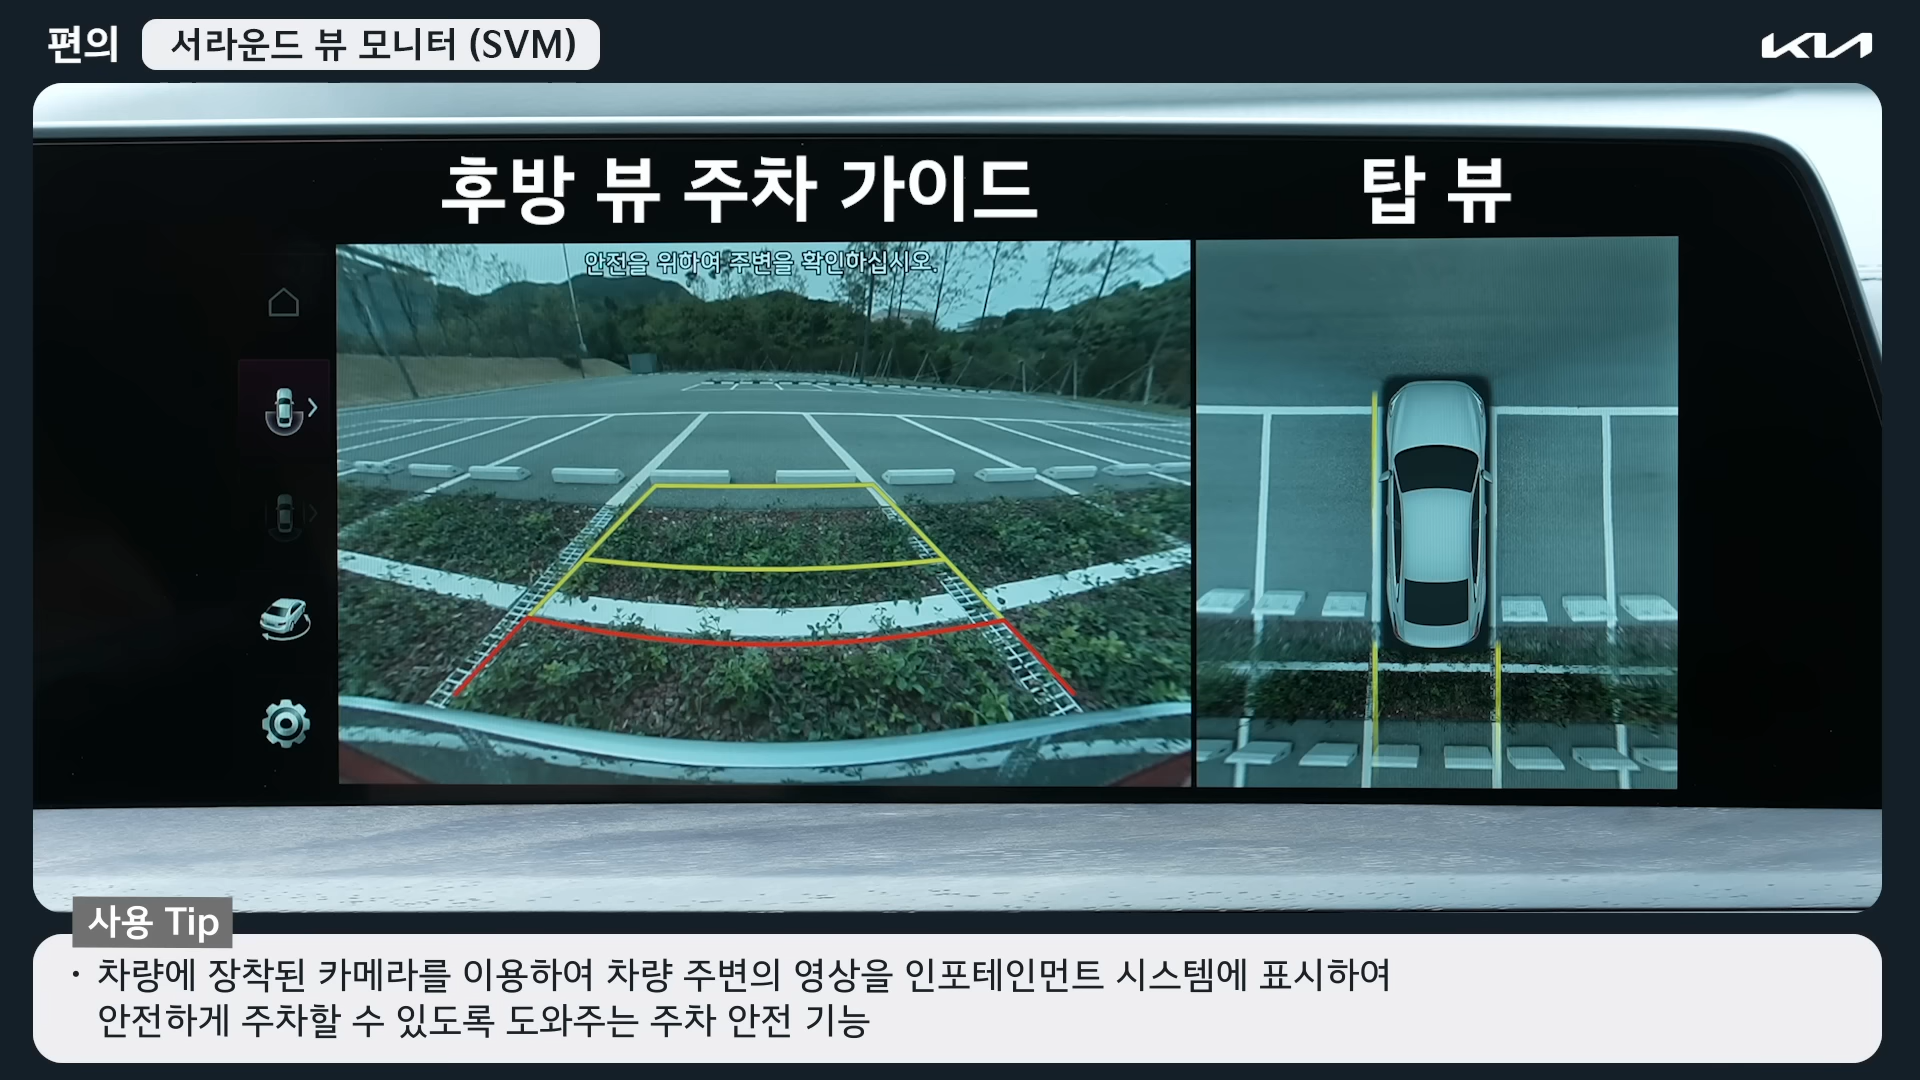 편의
서라운드 뷰 모니터 (SVM)
KIA
후방 뷰 주차 가이드
탑 뷰
안전을 위하여 주변을 확인하십시오.
사용 Tip
· 차량에 장착된 카메라를 이용하여 차량 주변의 영상을 인포테인먼트 시스템에 표시하여
안전하게 주차할 수 있도록 도와주는 주차 안전 기능